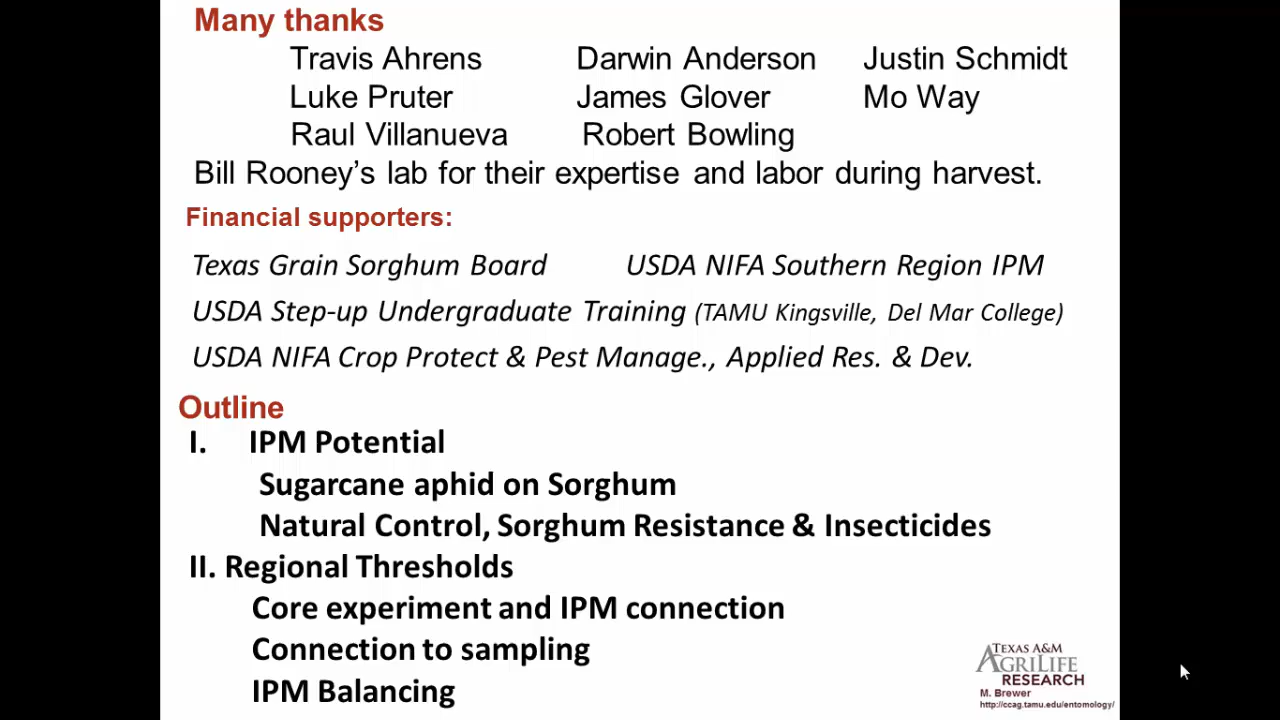 Many thanks
Travis Ahrens Darwin Anderson Justin Schmidt
Luke Pruter James Glover Mo Way
Raul Villanueva Robert Bowling
Bill Rooney's lab for their expertise and labor during harvest.
Financial supporters:
Texas Grain Sorghum Board USDA NIFA Southern Region IPM
USDA Step-up Undergraduate Training (TAMU Kingsville, Del Mar College)
USDA NIFA Crop Protect & Pest Manage., Applied Res. & Dev.
Outline
I. IPM Potential
Sugarcane aphid on Sorghum
Natural Control, Sorghum Resistance & Insecticides
II. Regional Thresholds
Core experiment and IPM connection
Connection to sampling
IPM Balancing
TEXAS A&M
AGRILIFE
RESEARCH
M. Brewer
http://ccag.tamu.edu/entomology/